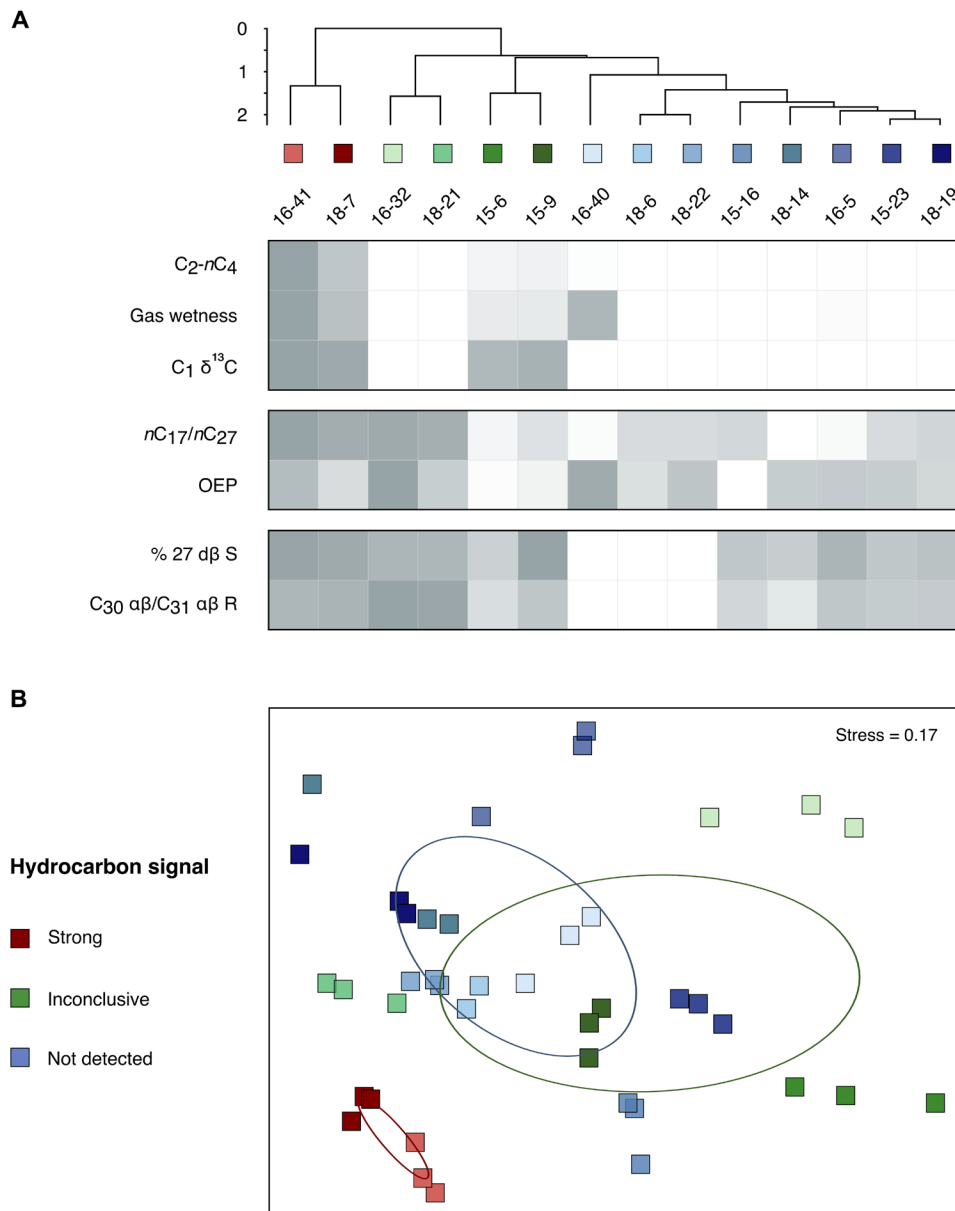 A
0
1
2
16-41 18-7 16-32 18-21 15-6 15-9 16-40 18-6 18-22 15-16 18-14 16-5 15-23 18-19
C2-nC4
Gas wetness
C1 δ¹³C
nC17/nC27
OEP
% 27 dβ S
C30 αβ/C31 αβ R
B
Stress = 0.17
Hydrocarbon signal
Strong
Inconclusive
Not detected